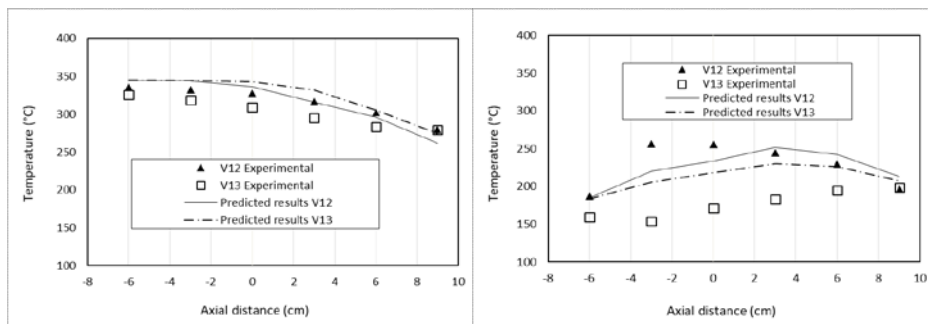 400
350
300
250
200
150
100
Temperature (°C)
V12 Experimental
V13 Experimental
Predicted results V12
Predicted results V13
-8 -6 -4 -2 0 2 4 6 8 10
Axial distance (cm)
400
350
300
250
200
150
100
Temperature (°C)
V12 Experimental
V13 Experimental
Predicted results V12
Predicted results V13
-8 -6 -4 -2 0 2 4 6 8 10
Axial distance (cm)